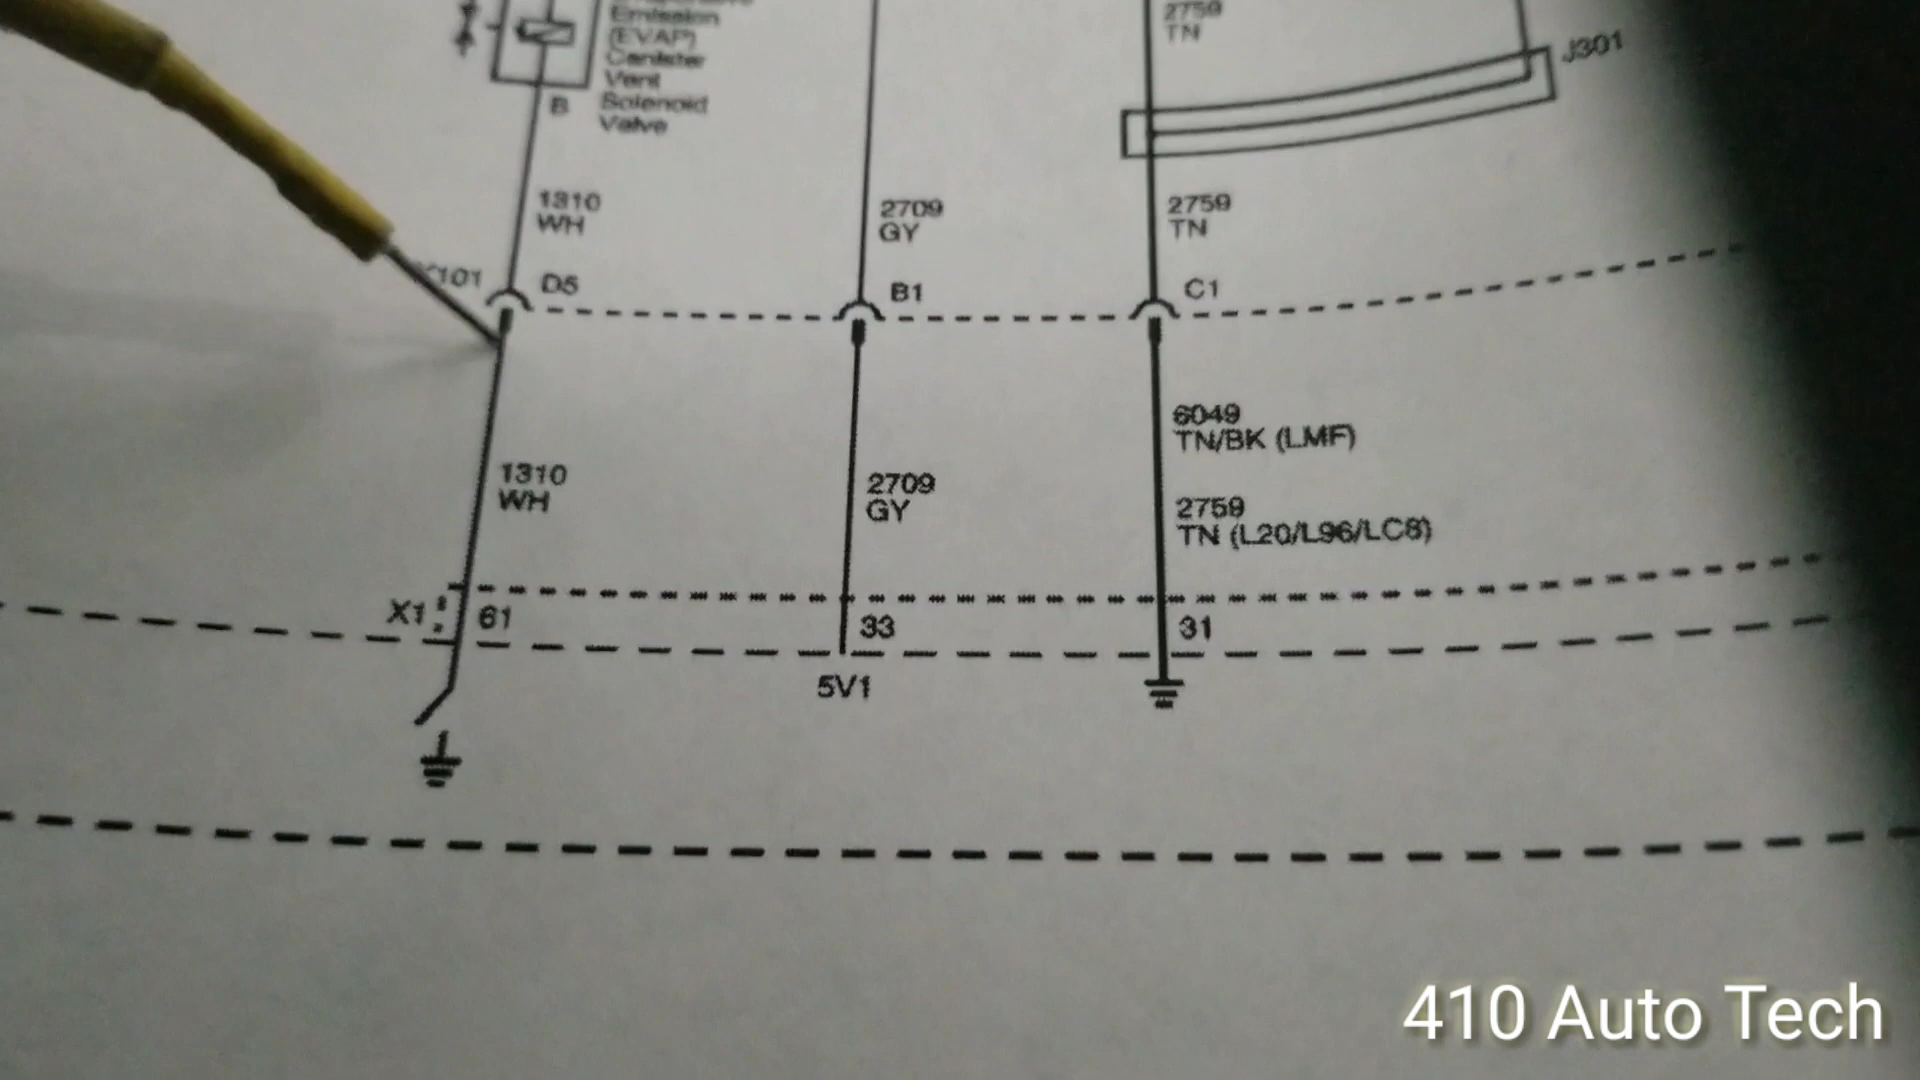 Emission
(EVAP)
Canister
Vent
Solenoid
Valve
B
2759
TN
J301
1310
WH
2709
GY
2759
TN
X101
D5
B1
C1
6049
TN/BK (LMF)
1310
WH
2709
GY
2759
TN (L20/L96/LC8)
X1
61
33
31
5V1
410 Auto Tech